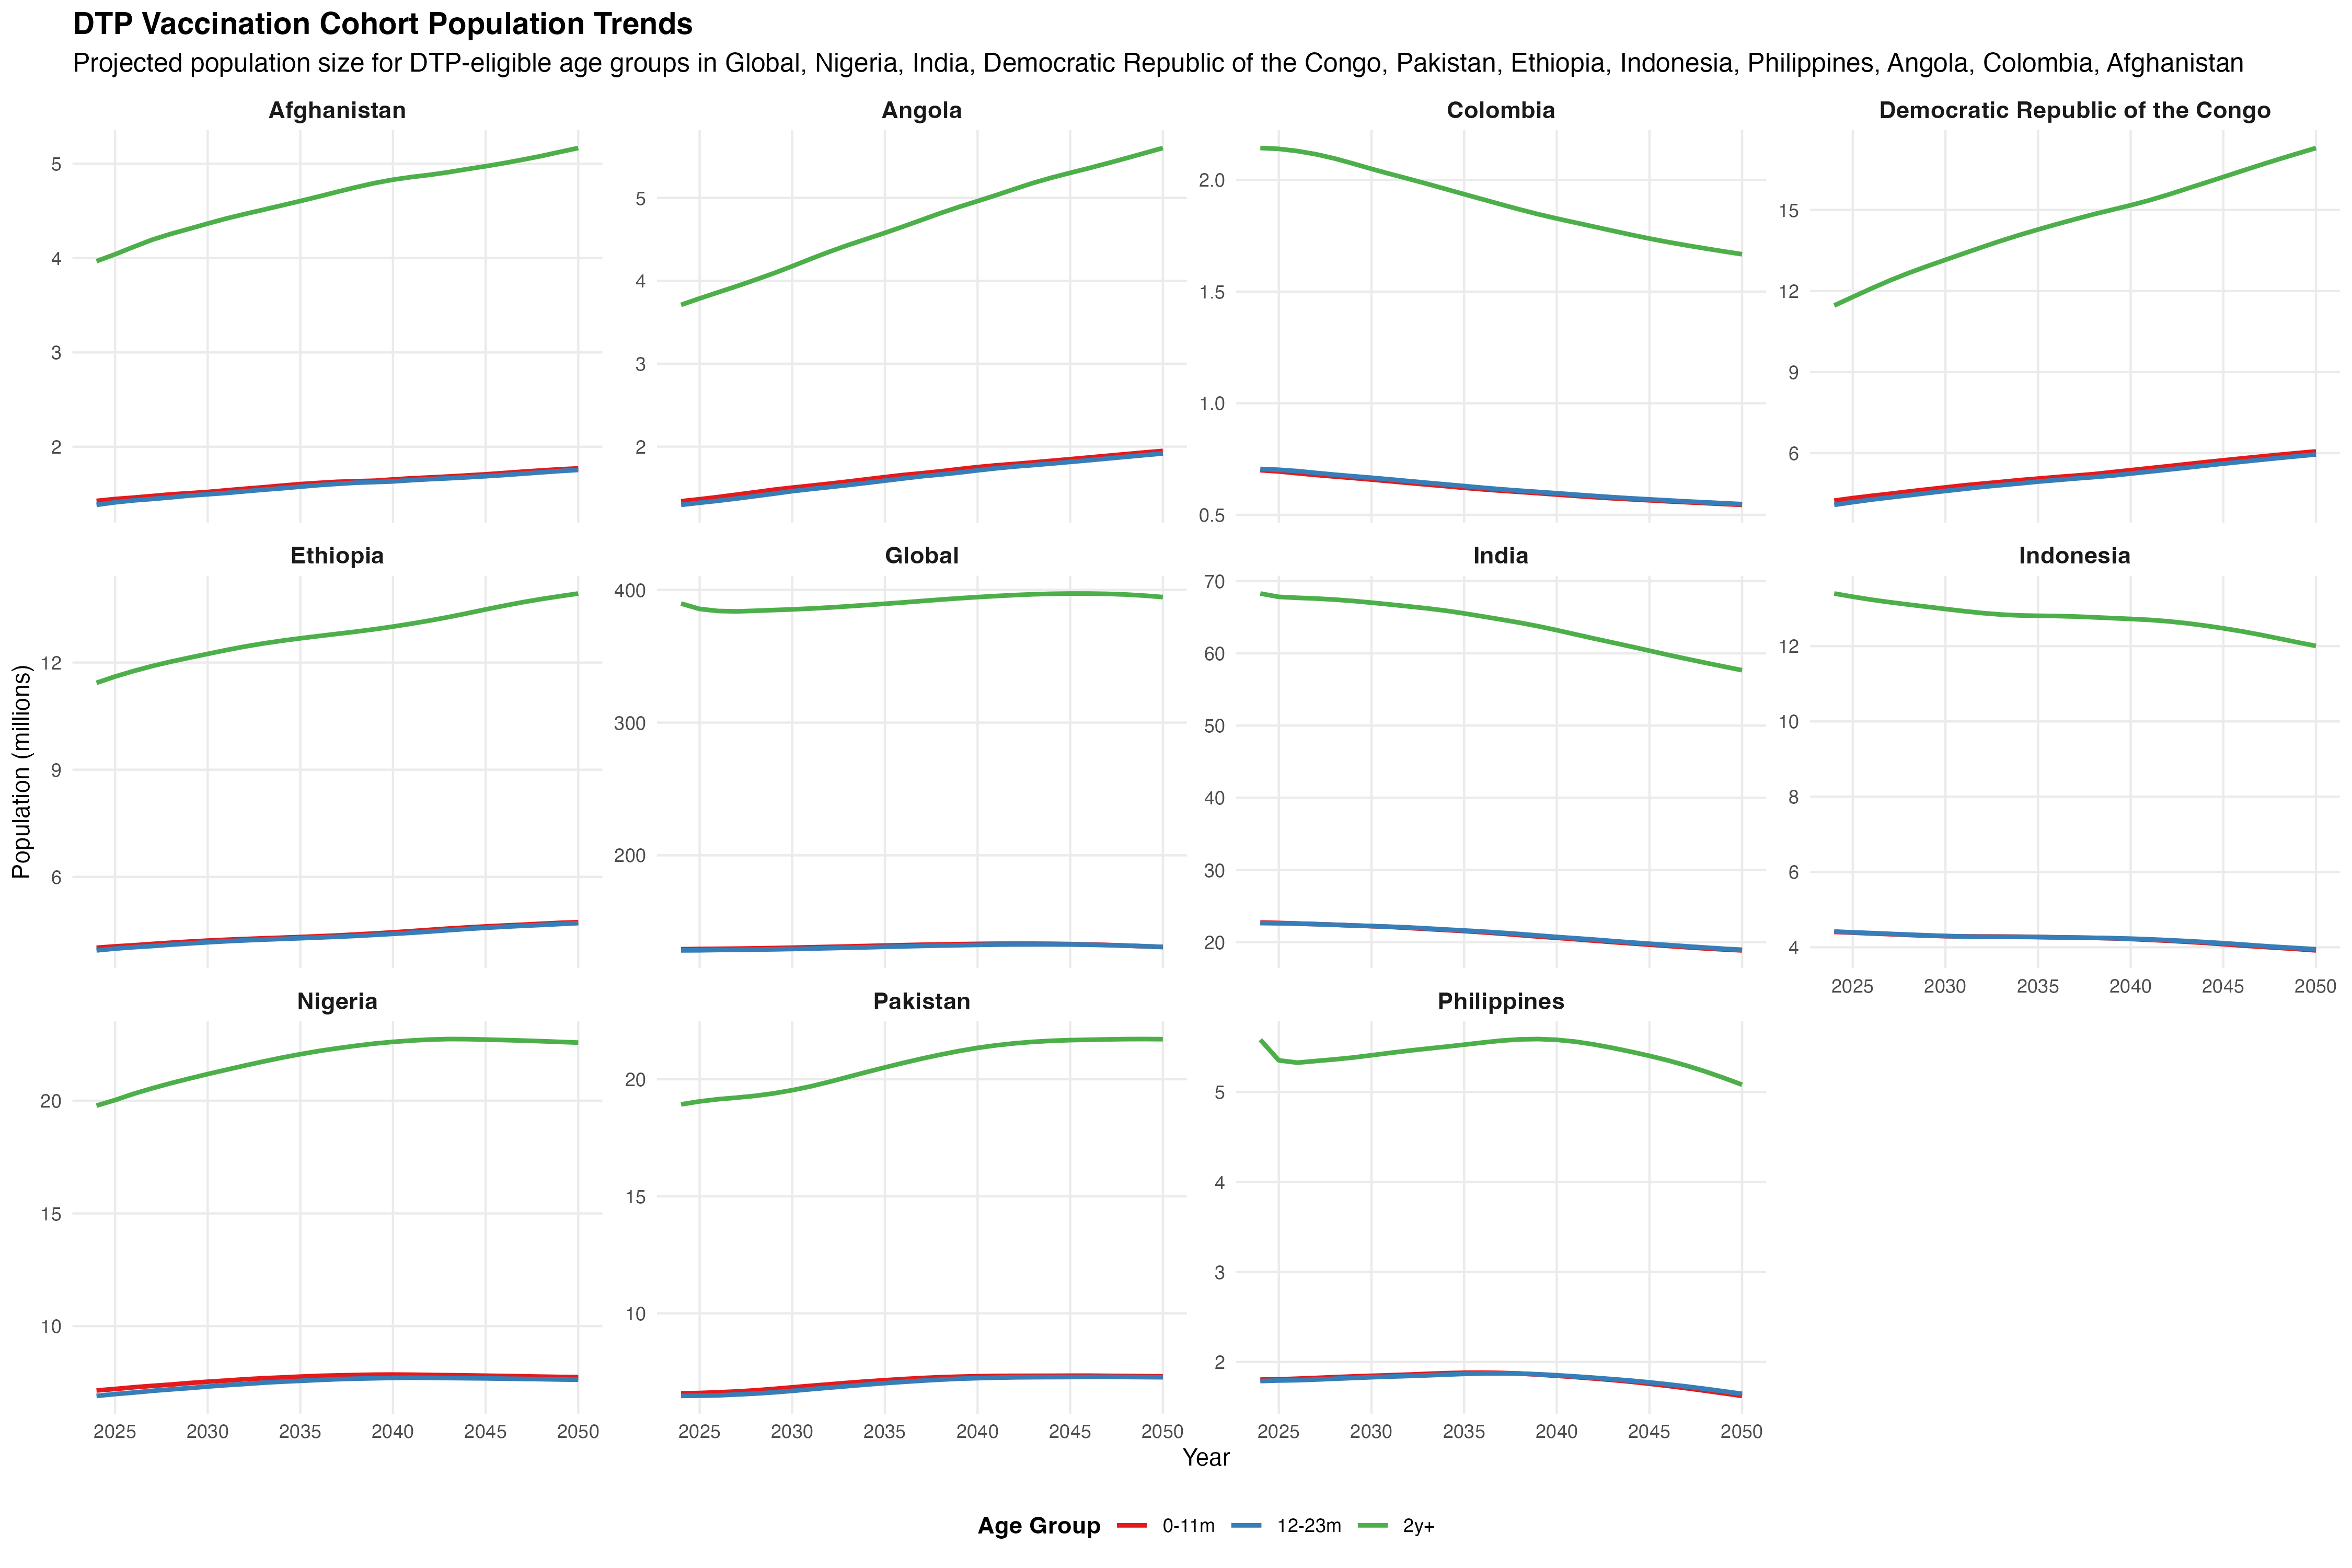 DTP Vaccination Cohort Population Trends
Projected population size for DTP-eligible age groups in Global, Nigeria, India, Democratic Republic of the Congo, Pakistan, Ethiopia, Indonesia, Philippines, Angola, Colombia, Afghanistan
Population (millions)
Afghanistan
5
4
3
2
Angola
5
4
3
2
Colombia
2.0
1.5
1.0
0.5
Democratic Republic of the Congo
15
12
9
6
Ethiopia
12
9
6
Global
400
300
200
India
70
60
50
40
30
20
Indonesia
12
10
8
6
4
2025 2030 2035 2040 2045 2050
Nigeria
20
15
10
2025 2030 2035 2040 2045 2050
Pakistan
20
15
10
2025 2030 2035 2040 2045 2050
Philippines
5
4
3
2
2025 2030 2035 2040 2045 2050
Year
Age Group 0-11m 12-23m 2y+